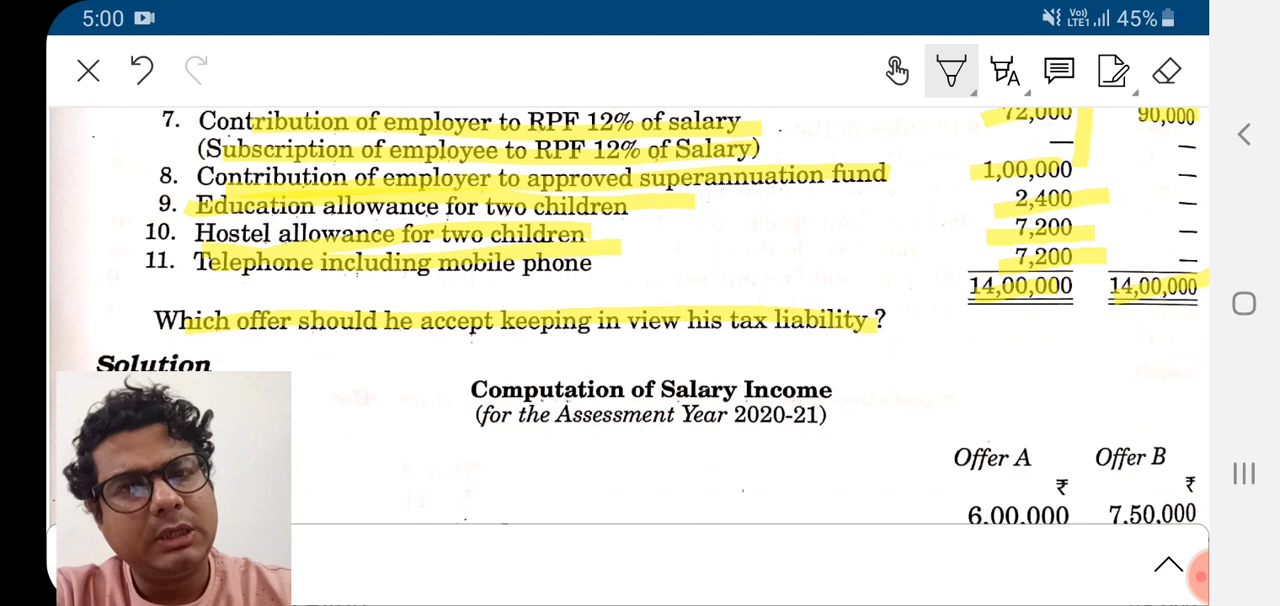 5:00 Vo) LTE1 45%
7. Contribution of employer to RPF 12% of salary 72,000 90,000
(Subscription of employee to RPF 12% of Salary) — —
8. Contribution of employer to approved superannuation fund 1,00,000 —
9. Education allowance for two children 2,400 —
10. Hostel allowance for two children 7,200 —
11. Telephone including mobile phone 7,200 —
14,00,000 14,00,000
Which offer should he accept keeping in view his tax liability ?
Solution
Computation of Salary Income
(for the Assessment Year 2020-21)
Offer A Offer B
₹ ₹
6,00,000 7,50,000